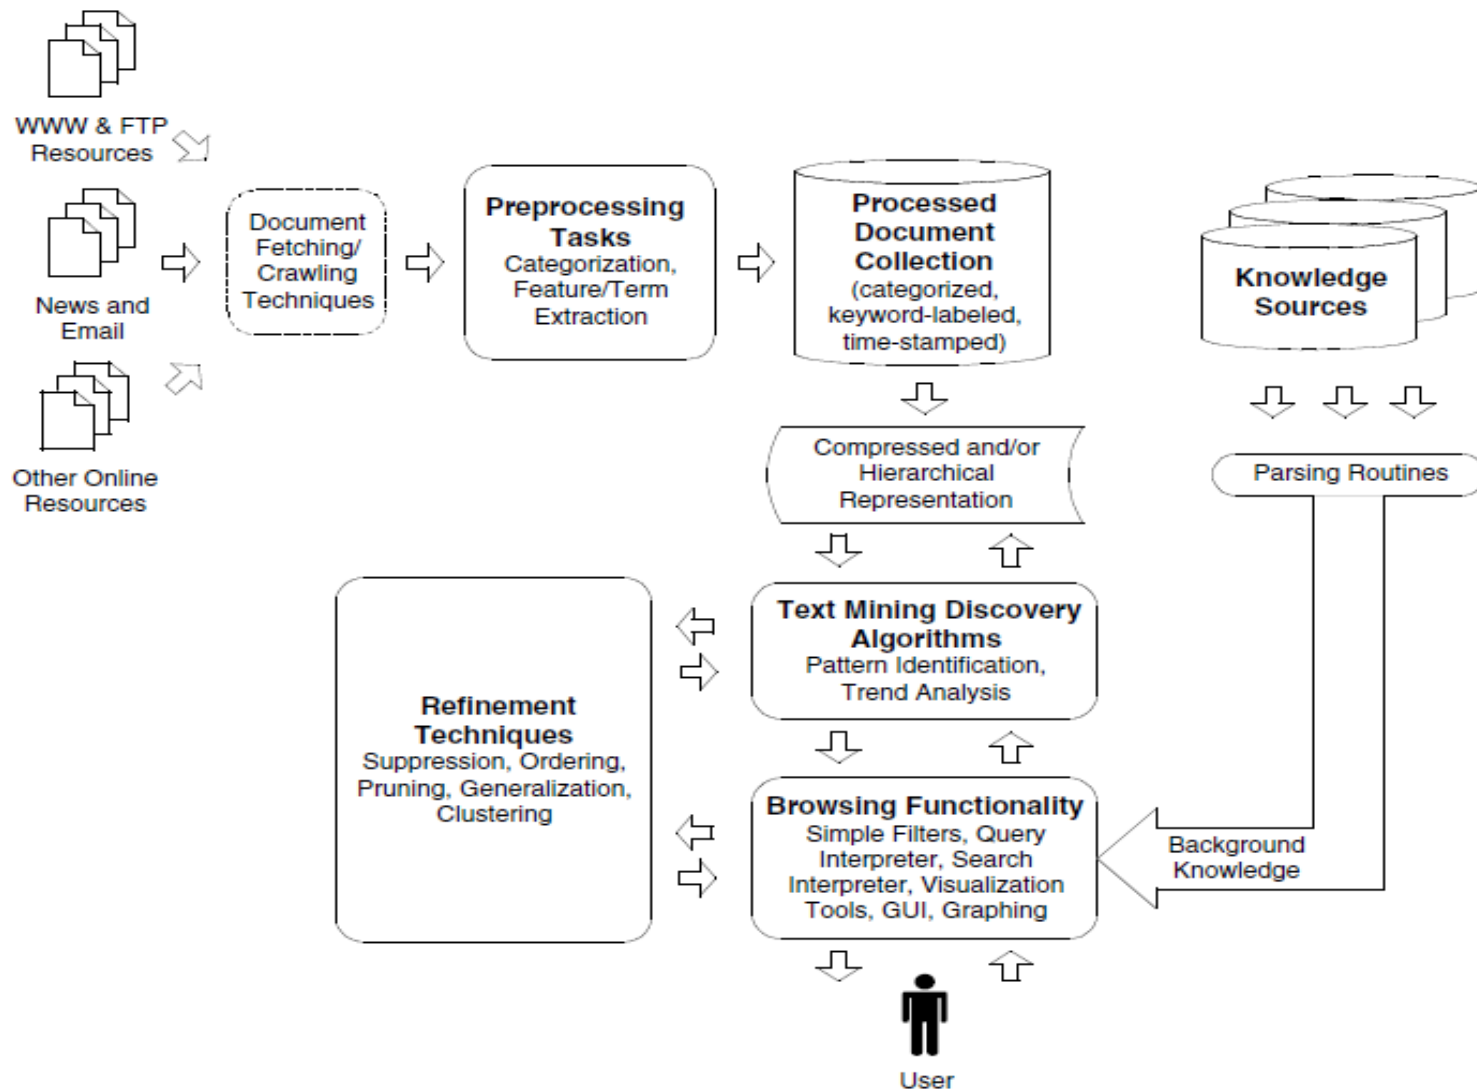 WWW & FTP
Resources
News and
Email
Other Online
Resources
Document
Fetching/
Crawling
Techniques
Preprocessing
Tasks
Categorization,
Feature/Term
Extraction
Processed
Document
Collection
(categorized,
keyword-labeled,
time-stamped)
Knowledge
Sources
Compressed and/or
Hierarchical
Representation
Parsing Routines
Text Mining Discovery
Algorithms
Pattern Identification,
Trend Analysis
Refinement
Techniques
Suppression, Ordering,
Pruning, Generalization,
Clustering
Browsing Functionality
Simple Filters, Query
Interpreter, Search
Interpreter, Visualization
Tools, GUI, Graphing
Background
Knowledge
User